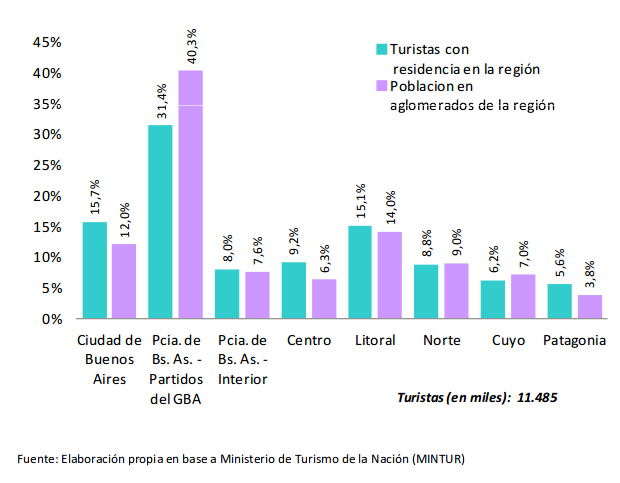 45%
40%
35%
30%
25%
20%
15%
10%
5%
0%
Turistas con
residencia en la región
Poblacion en
aglomerados de la región
15,7%
12,0%
31,4%
40,3%
8,0%
7,6%
9,2%
6,3%
15,1%
14,0%
8,8%
9,0%
6,2%
7,0%
5,6%
3,8%
Ciudad de
Buenos
Aires
Pcia. de
Bs. As. -
Partidos
del GBA
Pcia. de
Bs. As. -
Interior
Centro
Litoral
Norte
Cuyo
Patagonia
Turistas (en miles): 11.485
Fuente: Elaboración propia en base a Ministerio de Turismo de la Nación (MINTUR)